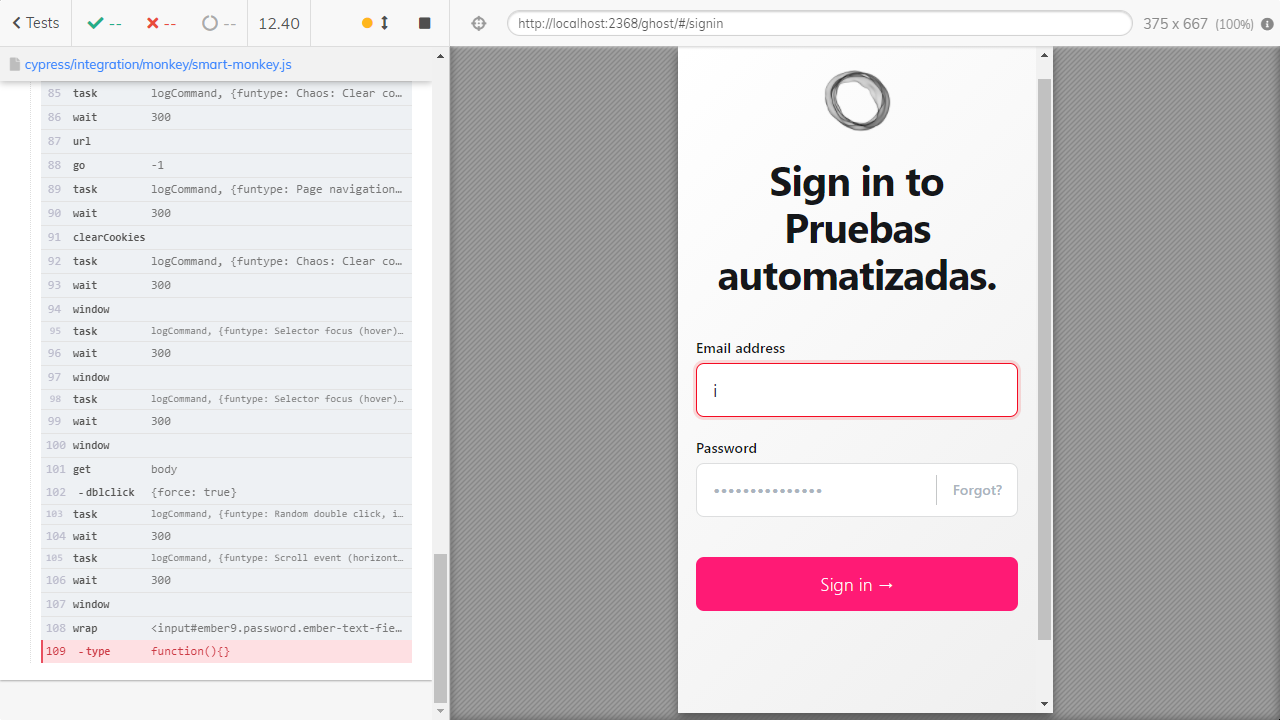 Tests
--
--
--
12.40
http://localhost:2368/ghost/#/signin
375 x 667 (100%)
cypress/integration/monkey/smart-monkey.js
85 task logCommand, {funtype: Chaos: Clear co…
86 wait 300
87 url
88 go -1
89 task logCommand, {funtype: Page navigation…
90 wait 300
91 clearCookies
92 task logCommand, {funtype: Chaos: Clear co…
93 wait 300
94 window
95 task logCommand, {funtype: Selector focus (hover)…
96 wait 300
97 window
98 task logCommand, {funtype: Selector focus (hover)…
99 wait 300
100 window
101 get body
102 -dblclick {force: true}
103 task logCommand, {funtype: Random double click, i…
104 wait 300
105 task logCommand, {funtype: Scroll event (horizont…
106 wait 300
107 window
108 wrap <input#ember9.password.ember-text-fie…
109 -type function(){}
Sign in to
Pruebas
automatizadas.
Email address
i
Password
•••••••••••••••
Forgot?
Sign in →